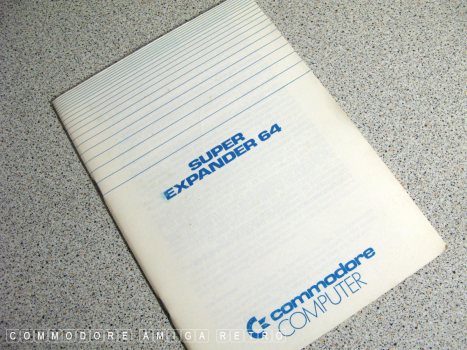 SUPER
EXPANDER 64
commodore
COMPUTER
COMMODORE AMIGA RETRO